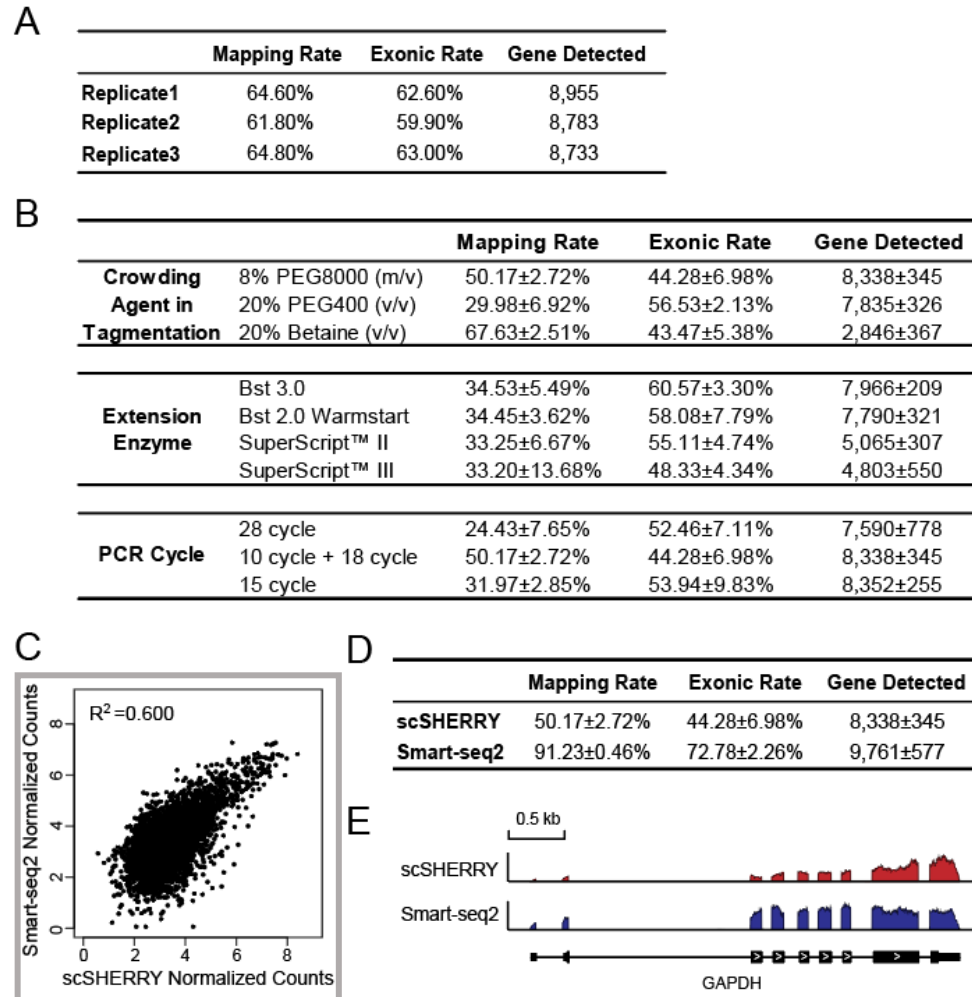 A
Mapping Rate Exonic Rate Gene Detected
Replicate1 64.60% 62.60% 8,955
Replicate2 61.80% 59.90% 8,783
Replicate3 64.80% 63.00% 8,733
B
Mapping Rate Exonic Rate Gene Detected
Crowding 8% PEG8000 (m/v) 50.17±2.72% 44.28±6.98% 8,338±345
Agent in 20% PEG400 (v/v) 29.98±6.92% 56.53±2.13% 7,835±326
Tagmentation 20% Betaine (v/v) 67.63±2.51% 43.47±5.38% 2,846±367
Bst 3.0 34.53±5.49% 60.57±3.30% 7,966±209
Extension Bst 2.0 Warmstart 34.45±3.62% 58.08±7.79% 7,790±321
Enzyme SuperScript™ II 33.25±6.67% 55.11±4.74% 5,065±307
SuperScript™ III 33.20±13.68% 48.33±4.34% 4,803±550
28 cycle 24.43±7.65% 52.46±7.11% 7,590±778
PCR Cycle 10 cycle + 18 cycle 50.17±2.72% 44.28±6.98% 8,338±345
15 cycle 31.97±2.85% 53.94±9.83% 8,352±255
C
R²=0.600
Smart-seq2 Normalized Counts
8
6
4
2
0
0 2 4 6 8
scSHERRY Normalized Counts
D
Mapping Rate Exonic Rate Gene Detected
scSHERRY 50.17±2.72% 44.28±6.98% 8,338±345
Smart-seq2 91.23±0.46% 72.78±2.26% 9,761±577
E
0.5 kb
scSHERRY
Smart-seq2
GAPDH